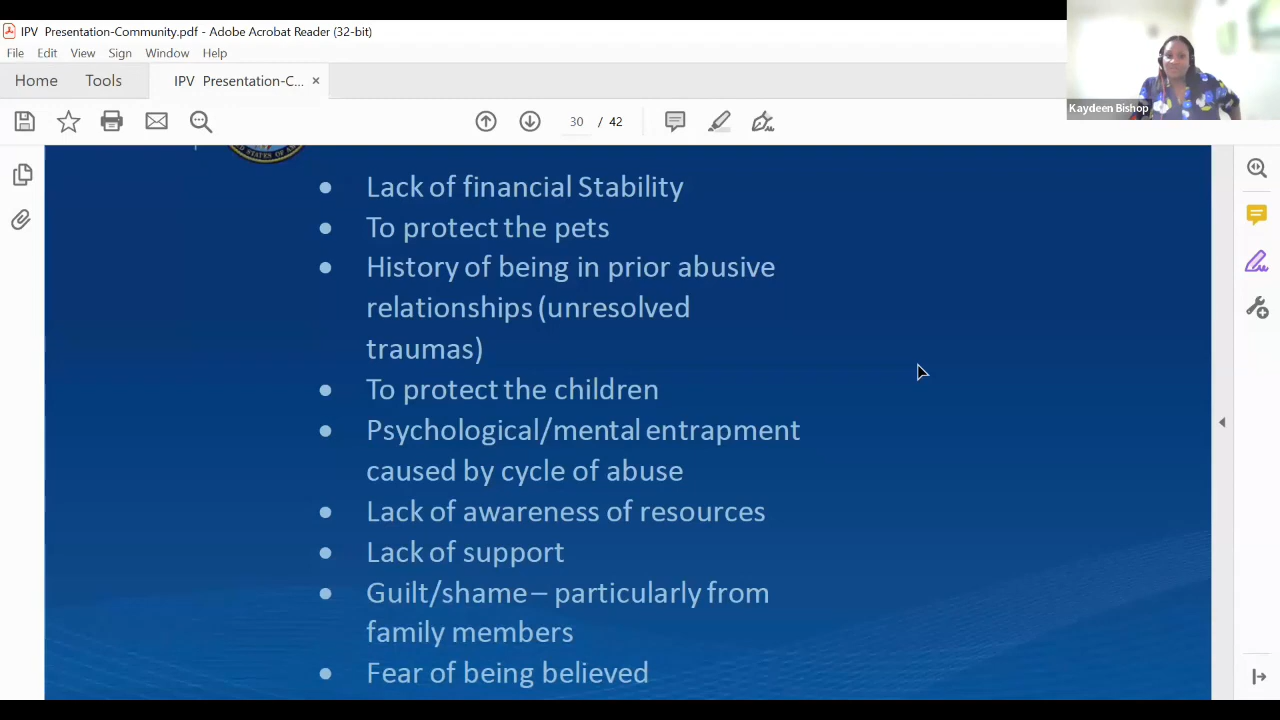 IPV Presentation-Community.pdf - Adobe Acrobat Reader (32-bit)
File Edit View Sign Window Help
Home Tools IPV Presentation-C... ×
Kaydeen Bishop
30 / 42
STATES OF A
• Lack of financial Stability
• To protect the pets
• History of being in prior abusive
relationships (unresolved
traumas)
• To protect the children
• Psychological/mental entrapment
caused by cycle of abuse
• Lack of awareness of resources
• Lack of support
• Guilt/shame – particularly from
family members
• Fear of being believed